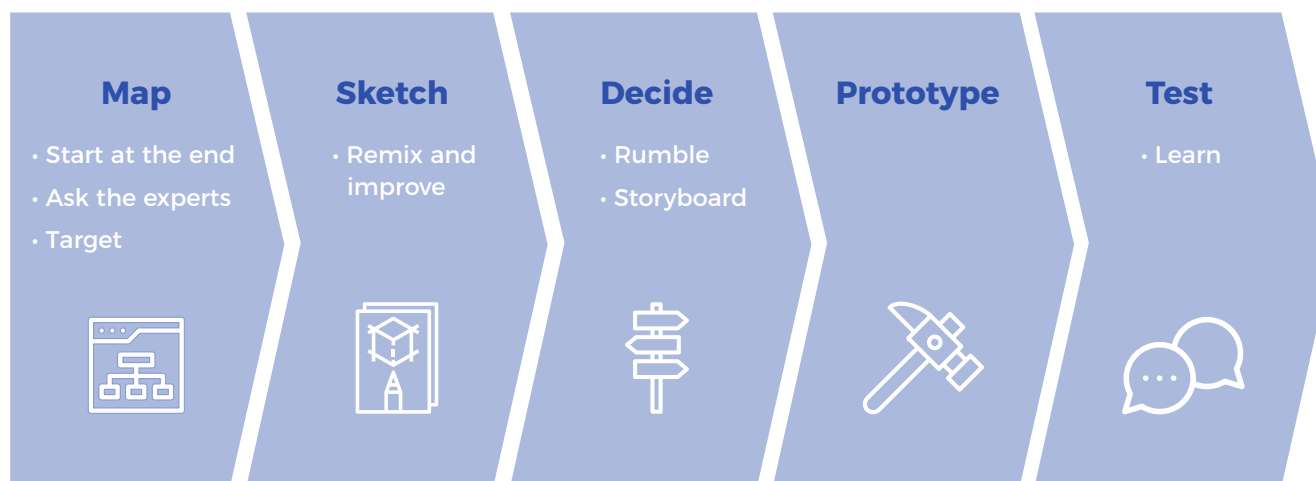 Map
• Start at the end
• Ask the experts
• Target
Sketch
• Remix and
improve
Decide
• Rumble
• Storyboard
Prototype
Test
• Learn